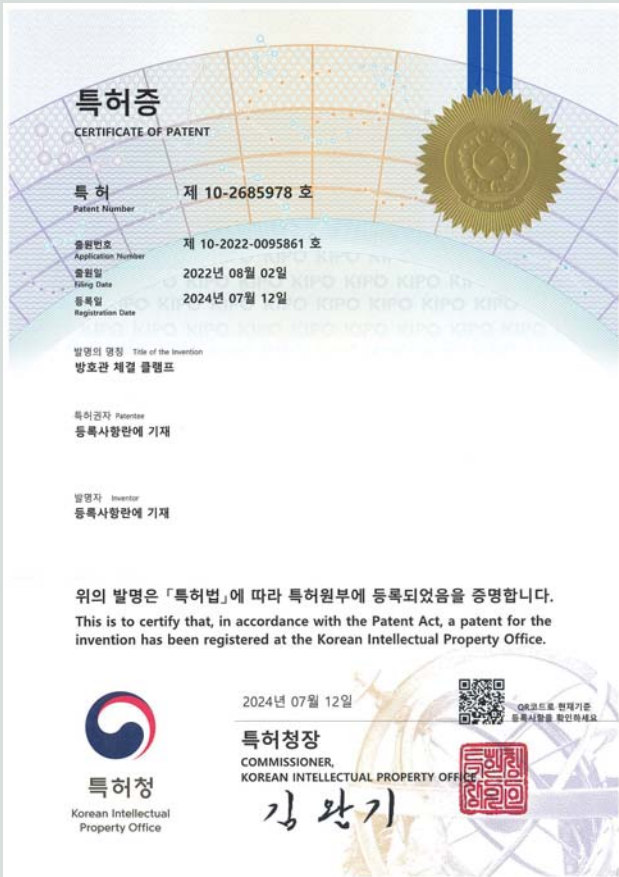 특허증
CERTIFICATE OF PATENT
특 허 제 10-2685978 호
Patent Number
출원번호 제 10-2022-0095861 호
Application Number
출원일 2022년 08월 02일
Filing Date
등록일 2024년 07월 12일
Registration Date
발명의 명칭 Title of the Invention
방호관 체결 클램프
특허권자 Patentee
등록사항란에 기재
발명자 Inventor
등록사항란에 기재
위의 발명은 「특허법」에 따라 특허원부에 등록되었음을 증명합니다.
This is to certify that, in accordance with the Patent Act, a patent for the
invention has been registered at the Korean Intellectual Property Office.
2024년 07월 12일
QR코드로 현재기준
등록사항을 확인하세요
특허청장
COMMISSIONER,
KOREAN INTELLECTUAL PROPERTY OFFICE
김완기
특허청
Korean Intellectual
Property Office